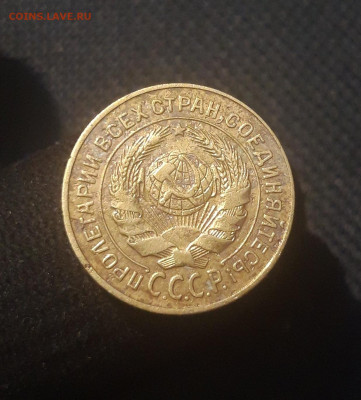 COINS.LAVE.RU
ПРОЛЕТАРИИ ВСЕХ СТРАН, СОЕДИНЯЙТЕСЬ!
С.С.С.Р.